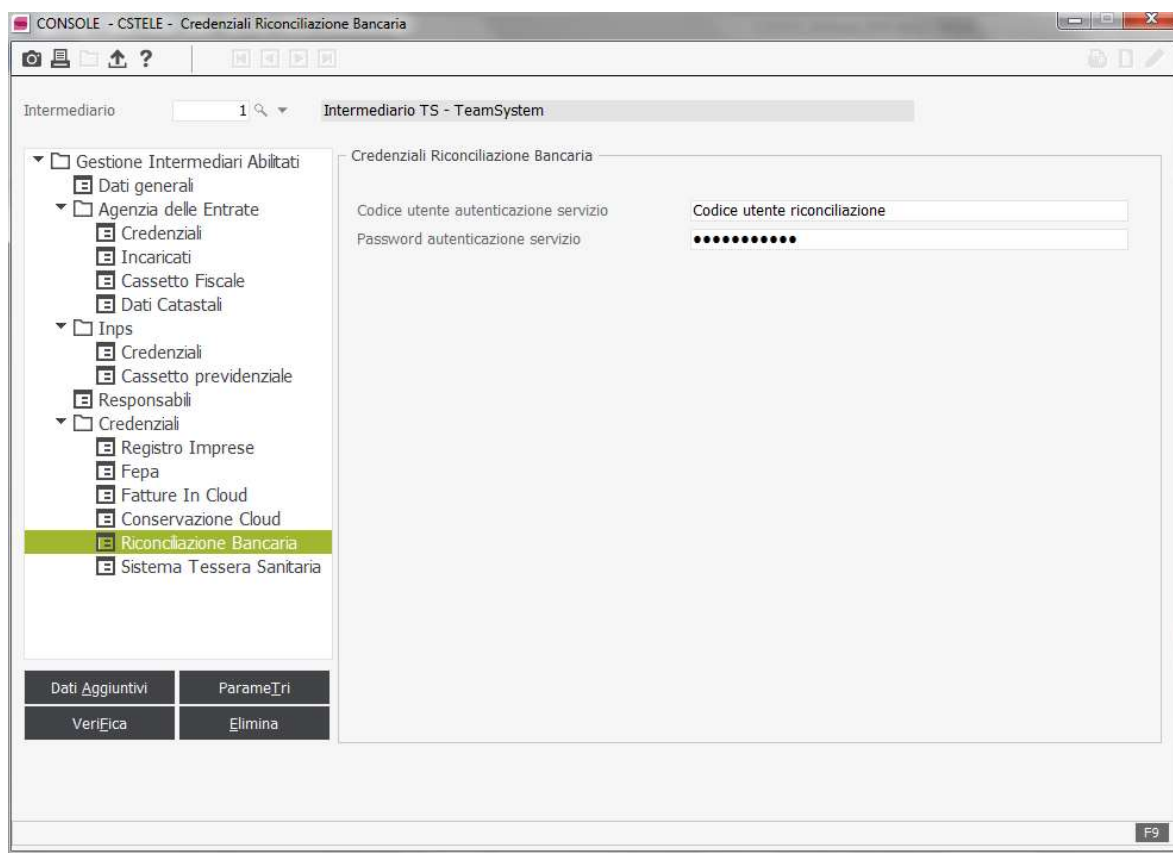 CONSOLE - CSTELE - Credenziali Riconciliazione Bancaria
?
Intermediario 1 Intermediario TS - TeamSystem
Gestione Intermediari Abilitati
Dati generali
Agenzia delle Entrate
Credenziali
Incaricati
Cassetto Fiscale
Dati Catastali
Inps
Credenziali
Cassetto previdenziale
Responsabili
Credenziali
Registro Imprese
Fepa
Fatture In Cloud
Conservazione Cloud
Riconciliazione Bancaria
Sistema Tessera Sanitaria
Dati Aggiuntivi ParameTri
VeriFica Elimina
Credenziali Riconciliazione Bancaria
Codice utente autenticazione servizio Codice utente riconciliazione
Password autenticazione servizio •••••••••••
F9